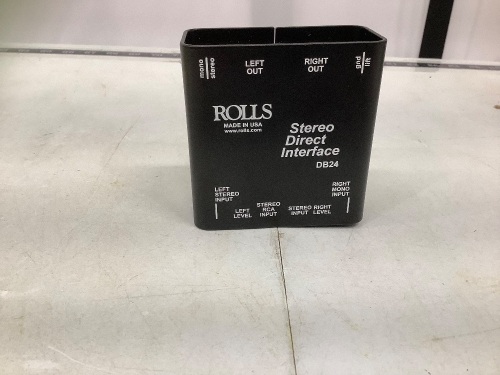 mono
stereo
LEFT
OUT
RIGHT
OUT
gnd
lift
ROLLS
MADE IN USA
www.rolls.com
Stereo
Direct
Interface
DB24
LEFT
STEREO
INPUT
LEFT
LEVEL
STEREO
RCA
INPUT
STEREO
INPUT
RIGHT
LEVEL
RIGHT
MONO
INPUT